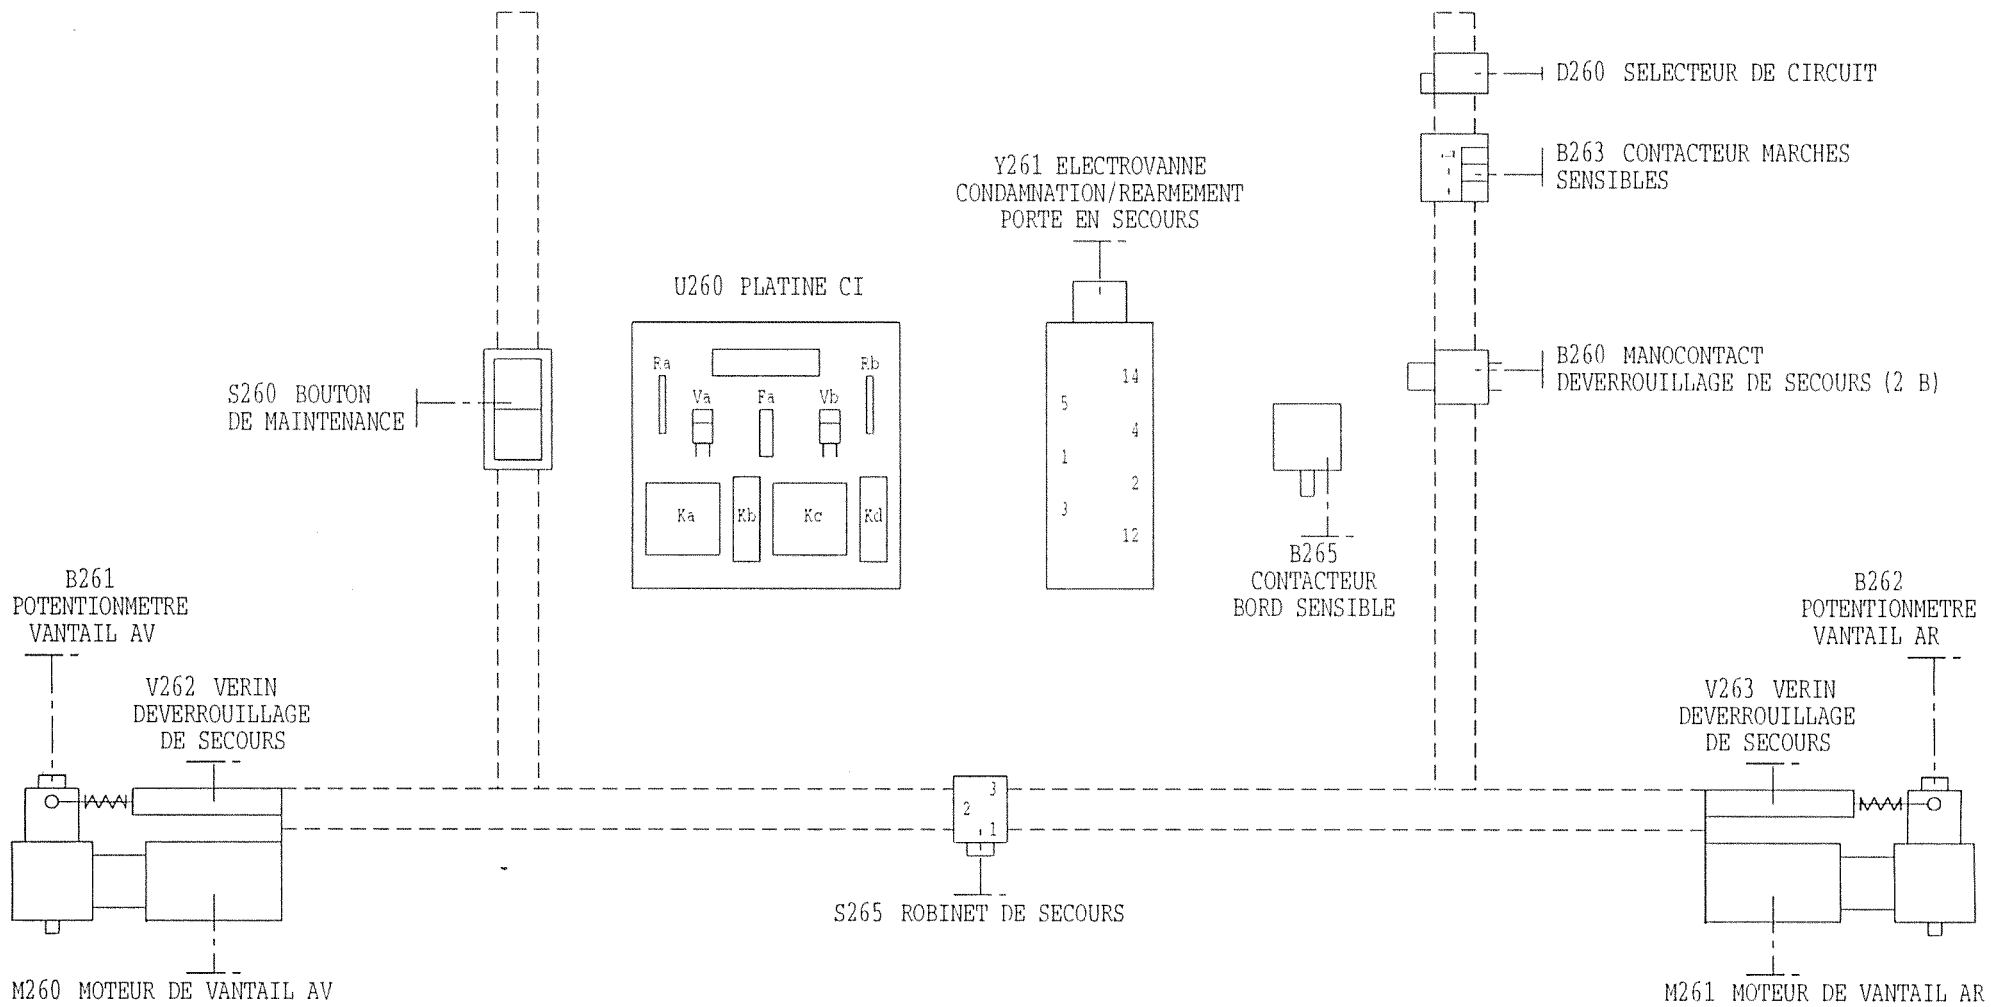 D260 SELECTEUR DE CIRCUIT
B263 CONTACTEUR MARCHES
SENSIBLES
Y261 ELECTROVANNE
CONDAMNATION/REARMEMENT
PORTE EN SECOURS
U260 PLATINE CI
Ra
Rb
Va
Fa
Vb
Ka
Kb
Kc
Kd
14
5
4
1
2
3
12
B260 MANOCONTACT
DEVERROUILLAGE DE SECOURS (2 B)
S260 BOUTON
DE MAINTENANCE
B265
CONTACTEUR
BORD SENSIBLE
B261
POTENTIONMETRE
VANTAIL AV
B262
POTENTIONMETRE
VANTAIL AR
V262 VERIN
DEVERROUILLAGE
DE SECOURS
V263 VERIN
DEVERROUILLAGE
DE SECOURS
3
2
1
S265 ROBINET DE SECOURS
M260 MOTEUR DE VANTAIL AV
M261 MOTEUR DE VANTAIL AR